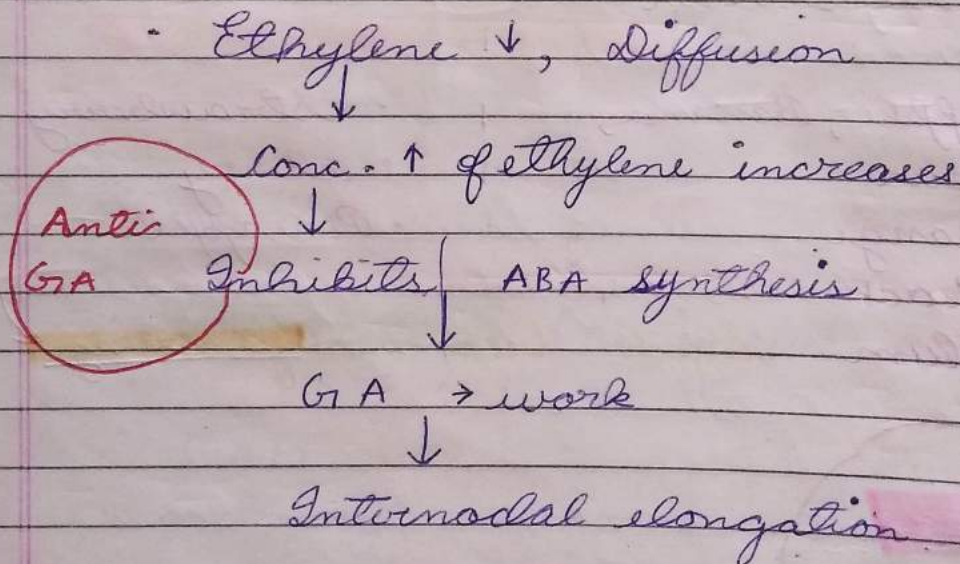 Ethylene ↓, Diffusion
↓
Conc. ↑ of ethylene increases
↓
Anti
GA Inhibits ABA synthesis
↓
GA → work
↓
Internodal elongation